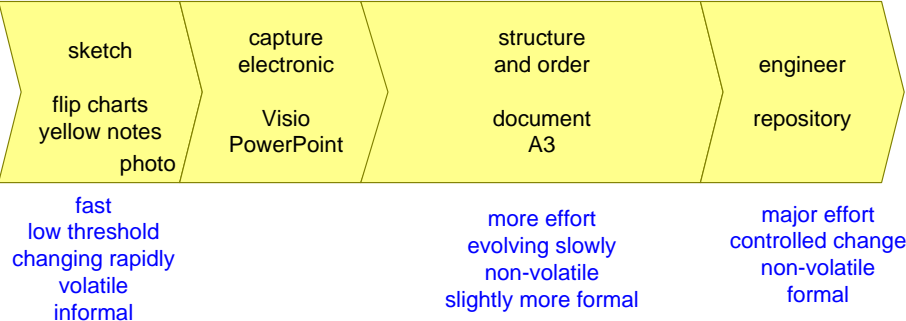 sketch
flip charts
yellow notes
photo
capture
electronic
Visio
PowerPoint
structure
and order
document
A3
engineer
repository
fast
low threshold
changing rapidly
volatile
informal
more effort
evolving slowly
non-volatile
slightly more formal
major effort
controlled change
non-volatile
formal